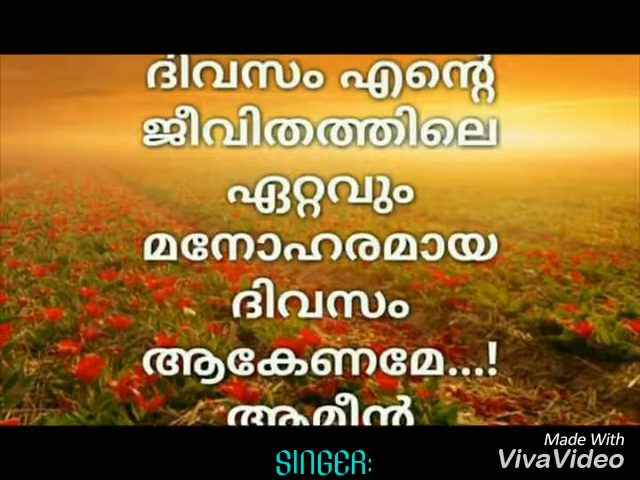 ദിവസം എന്റെ
ജീവിതത്തിലെ
ഏറ്റവും
മനോഹരമായ
ദിവസം
ആകേണമേ...!
ആമീൻ
Made With
VivaVideo
SINGER: